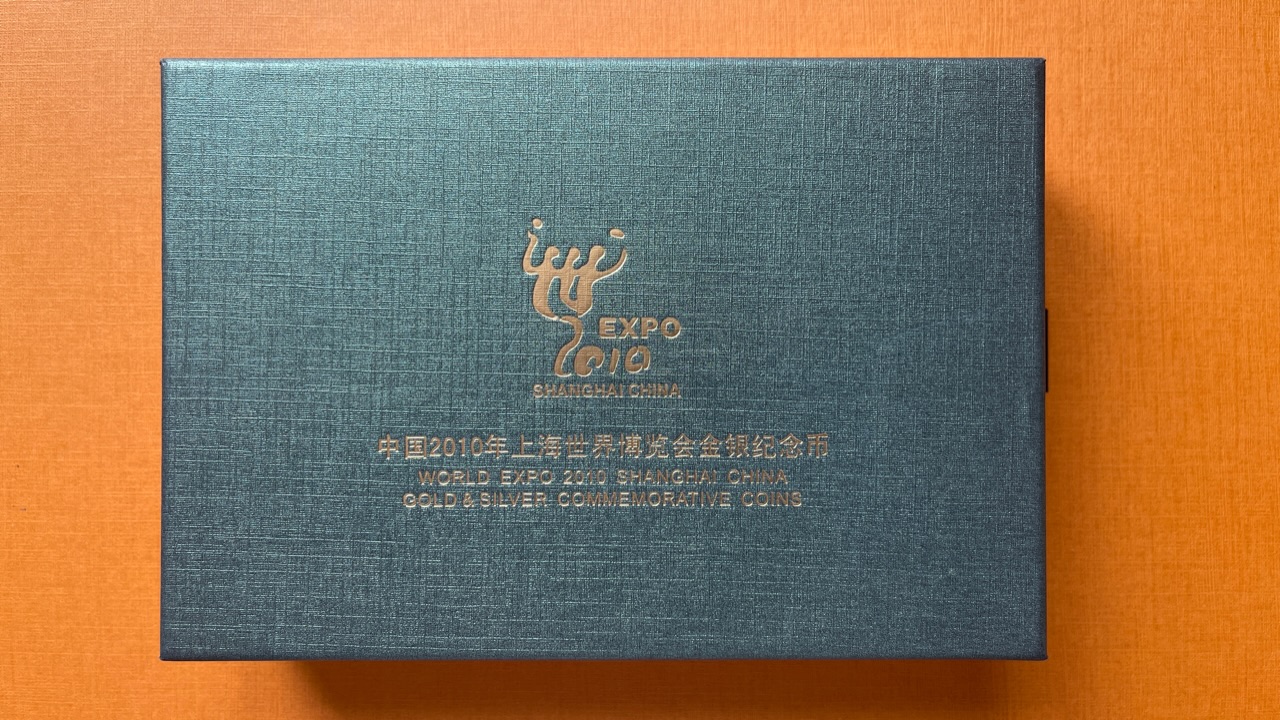 EXPO
2010
SHANGHAI CHINA
中国2010年上海世界博览会金银纪念币
WORLD EXPO 2010 SHANGHAI CHINA
GOLD & SILVER COMMEMORATIVE COINS